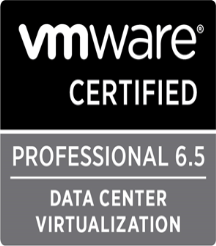 vmware®
CERTIFIED
PROFESSIONAL 6.5
DATA CENTER
VIRTUALIZATION